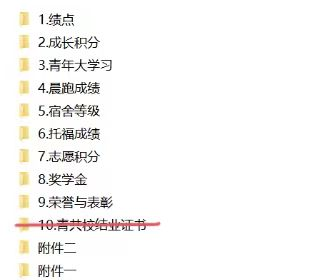 1.绩点
2.成长积分
3.青年大学习
4.晨跑成绩
5.宿舍等级
6.托福成绩
7.志愿积分
8.奖学金
9.荣誉与表彰
10.青共校结业证书
附件二
附件一